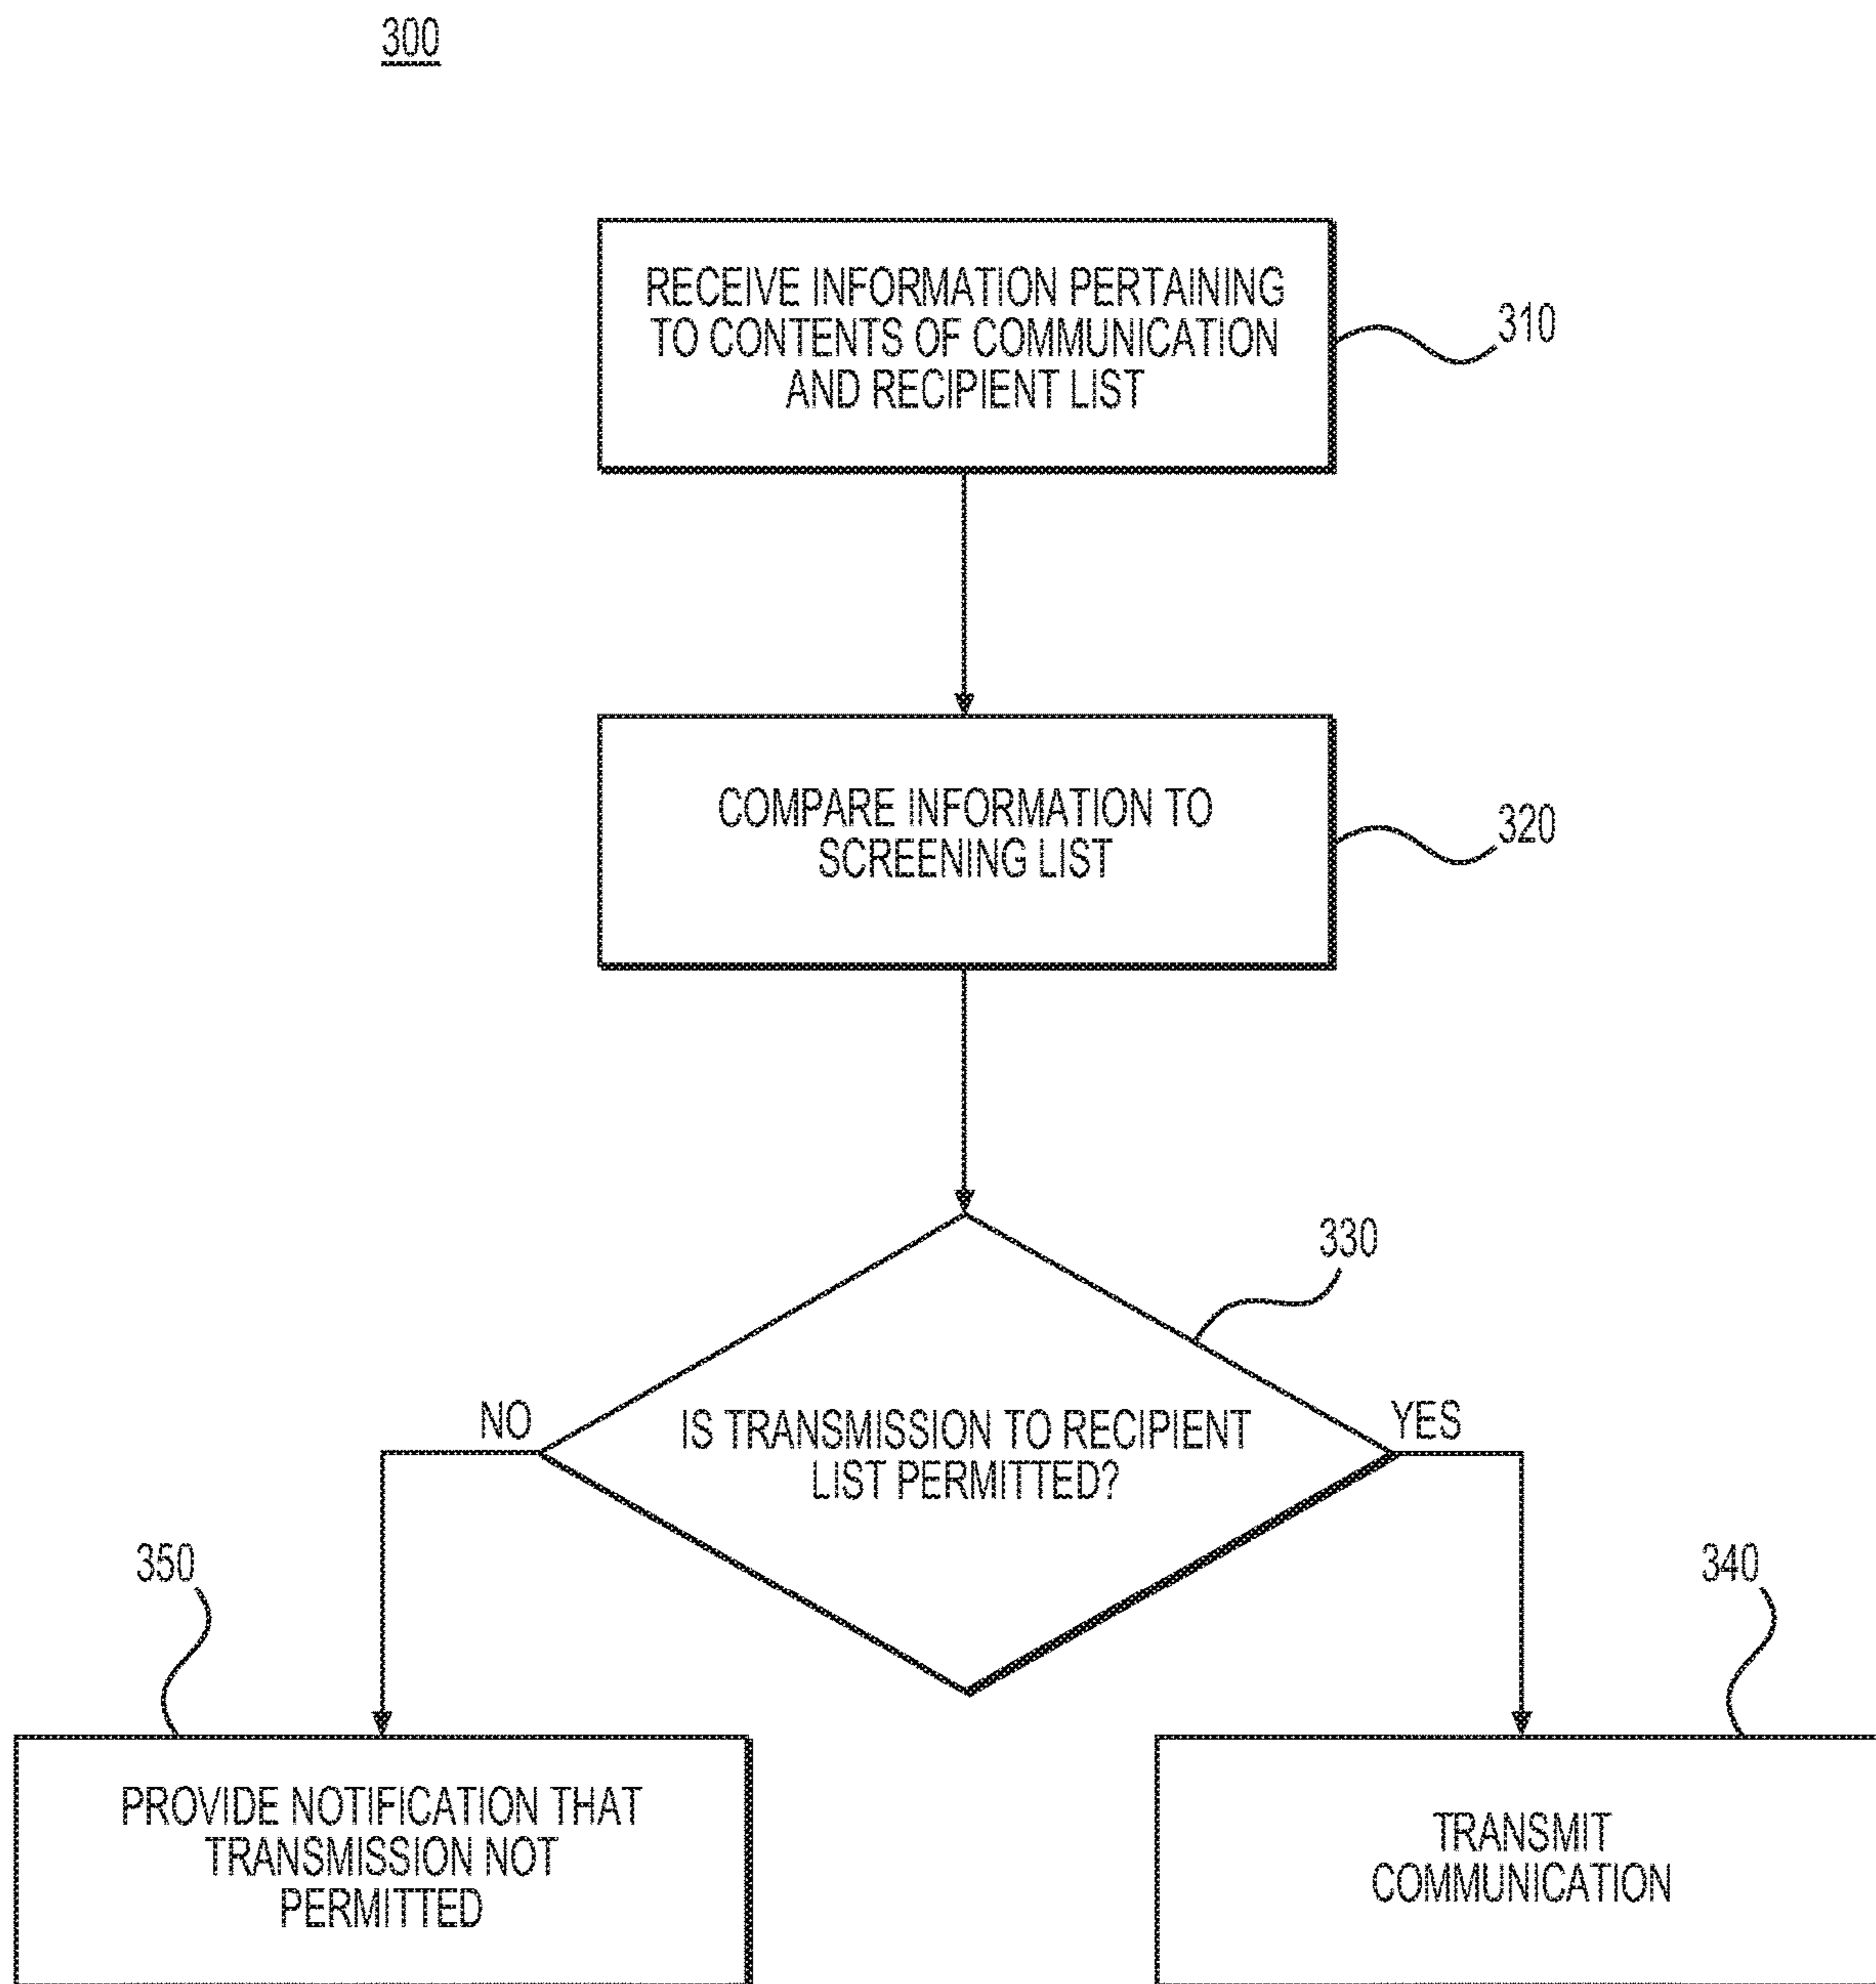 300
RECEIVE INFORMATION PERTAINING
TO CONTENTS OF COMMUNICATION
AND RECIPIENT LIST
310
COMPARE INFORMATION TO
SCREENING LIST
320
330
NO
IS TRANSMISSION TO RECIPIENT
LIST PERMITTED?
YES
350
340
PROVIDE NOTIFICATION THAT
TRANSMISSION NOT
PERMITTED
TRANSMIT
COMMUNICATION